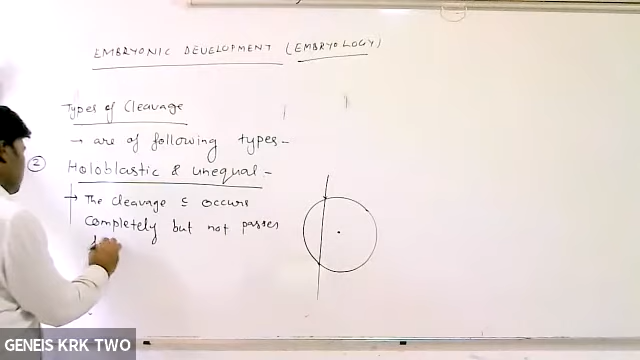 EMBRYONIC DEVELOPMENT (EMBRYOLOGY)
Types of Cleavage
→ are of following types -
② Holoblastic & unequal -
→ The cleavage c occurs
Completely but not passes
GENEIS KRK TWO